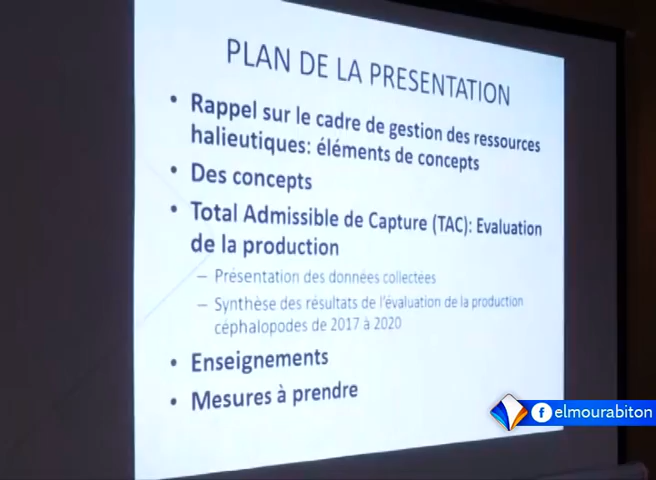 PLAN DE LA PRESENTATION
• Rappel sur le cadre de gestion des ressources
halieutiques: éléments de concepts
• Des concepts
• Total Admissible de Capture (TAC): Evaluation
de la production
– Présentation des données collectées
– Synthèse des résultats de l'évaluation de la production
céphalopodes de 2017 à 2020
• Enseignements
• Mesures à prendre
elmourabiton